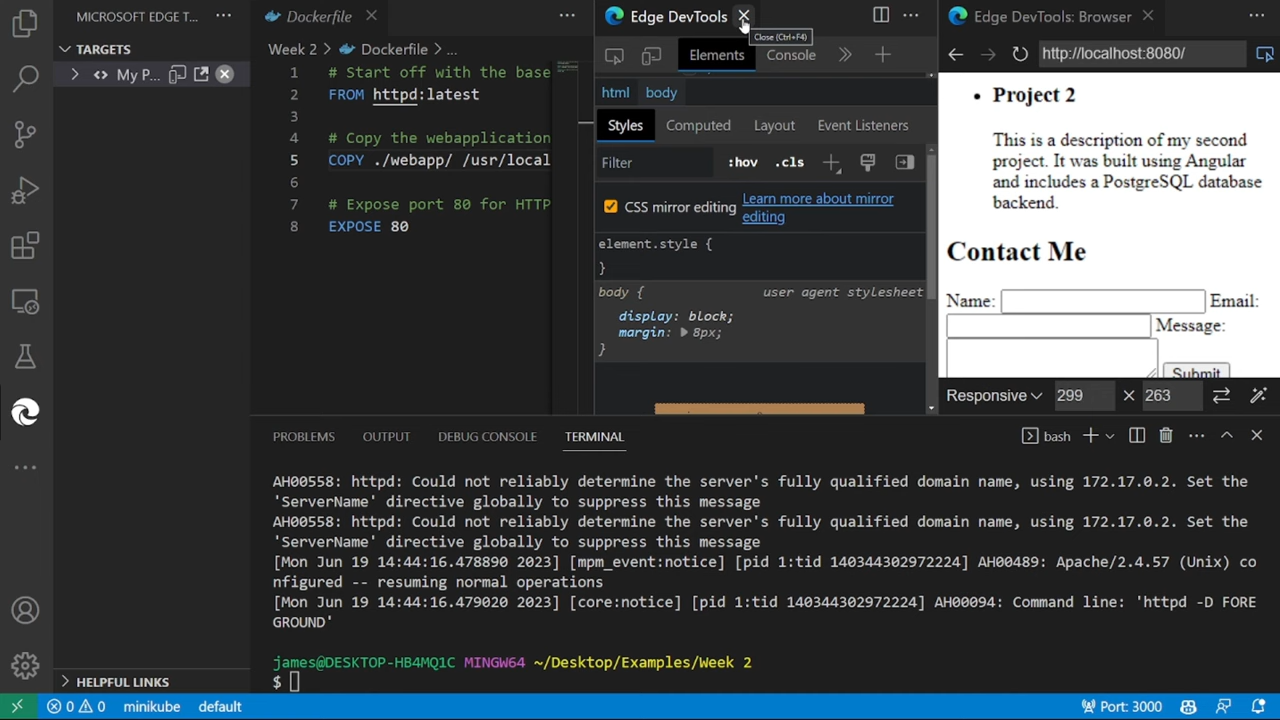 MICROSOFT EDGE T... ...
TARGETS
My P...
HELPFUL LINKS
Dockerfile
Week 2 > Dockerfile > ...
1 # Start off with the base
2 FROM httpd:latest
3
4 # Copy the webapplication
5 COPY ./webapp/ /usr/local
6
7 # Expose port 80 for HTTP
8 EXPOSE 80
Edge DevTools
Close (Ctrl+F4)
Elements Console
html body
Styles Computed Layout Event Listeners
Filter :hov .cls
CSS mirror editing Learn more about mirror
editing
element.style {
}
body { user agent stylesheet
display: block;
margin: 8px;
}
Edge DevTools: Browser
http://localhost:8080/
• Project 2
This is a description of my second
project. It was built using Angular
and includes a PostgreSQL database
backend.
Contact Me
Name: Email:
Message:
Submit
Responsive 299 × 263
PROBLEMS OUTPUT DEBUG CONSOLE TERMINAL bash
AH00558: httpd: Could not reliably determine the server's fully qualified domain name, using 172.17.0.2. Set the
'ServerName' directive globally to suppress this message
AH00558: httpd: Could not reliably determine the server's fully qualified domain name, using 172.17.0.2. Set the
'ServerName' directive globally to suppress this message
[Mon Jun 19 14:44:16.478890 2023] [mpm_event:notice] [pid 1:tid 140344302972224] AH00489: Apache/2.4.57 (Unix) co
nfigured -- resuming normal operations
[Mon Jun 19 14:44:16.479020 2023] [core:notice] [pid 1:tid 140344302972224] AH00094: Command line: 'httpd -D FORE
GROUND'
james@DESKTOP-HB4MQ1C MINGW64 ~/Desktop/Examples/Week 2
$
0 0 minikube default Port: 3000